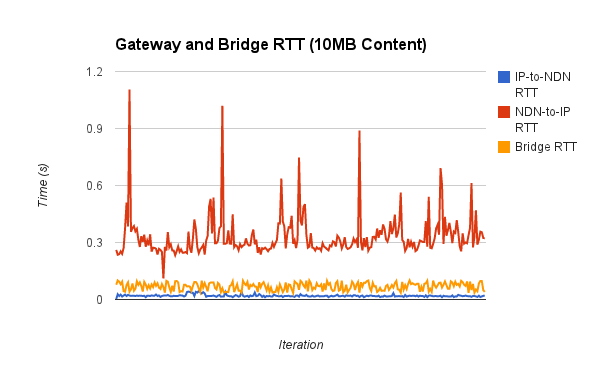 Gateway and Bridge RTT (10MB Content)
1.2
0.9
0.6
0.3
0
Time (s)
Iteration
IP-to-NDN
RTT
NDN-to-IP
RTT
Bridge RTT